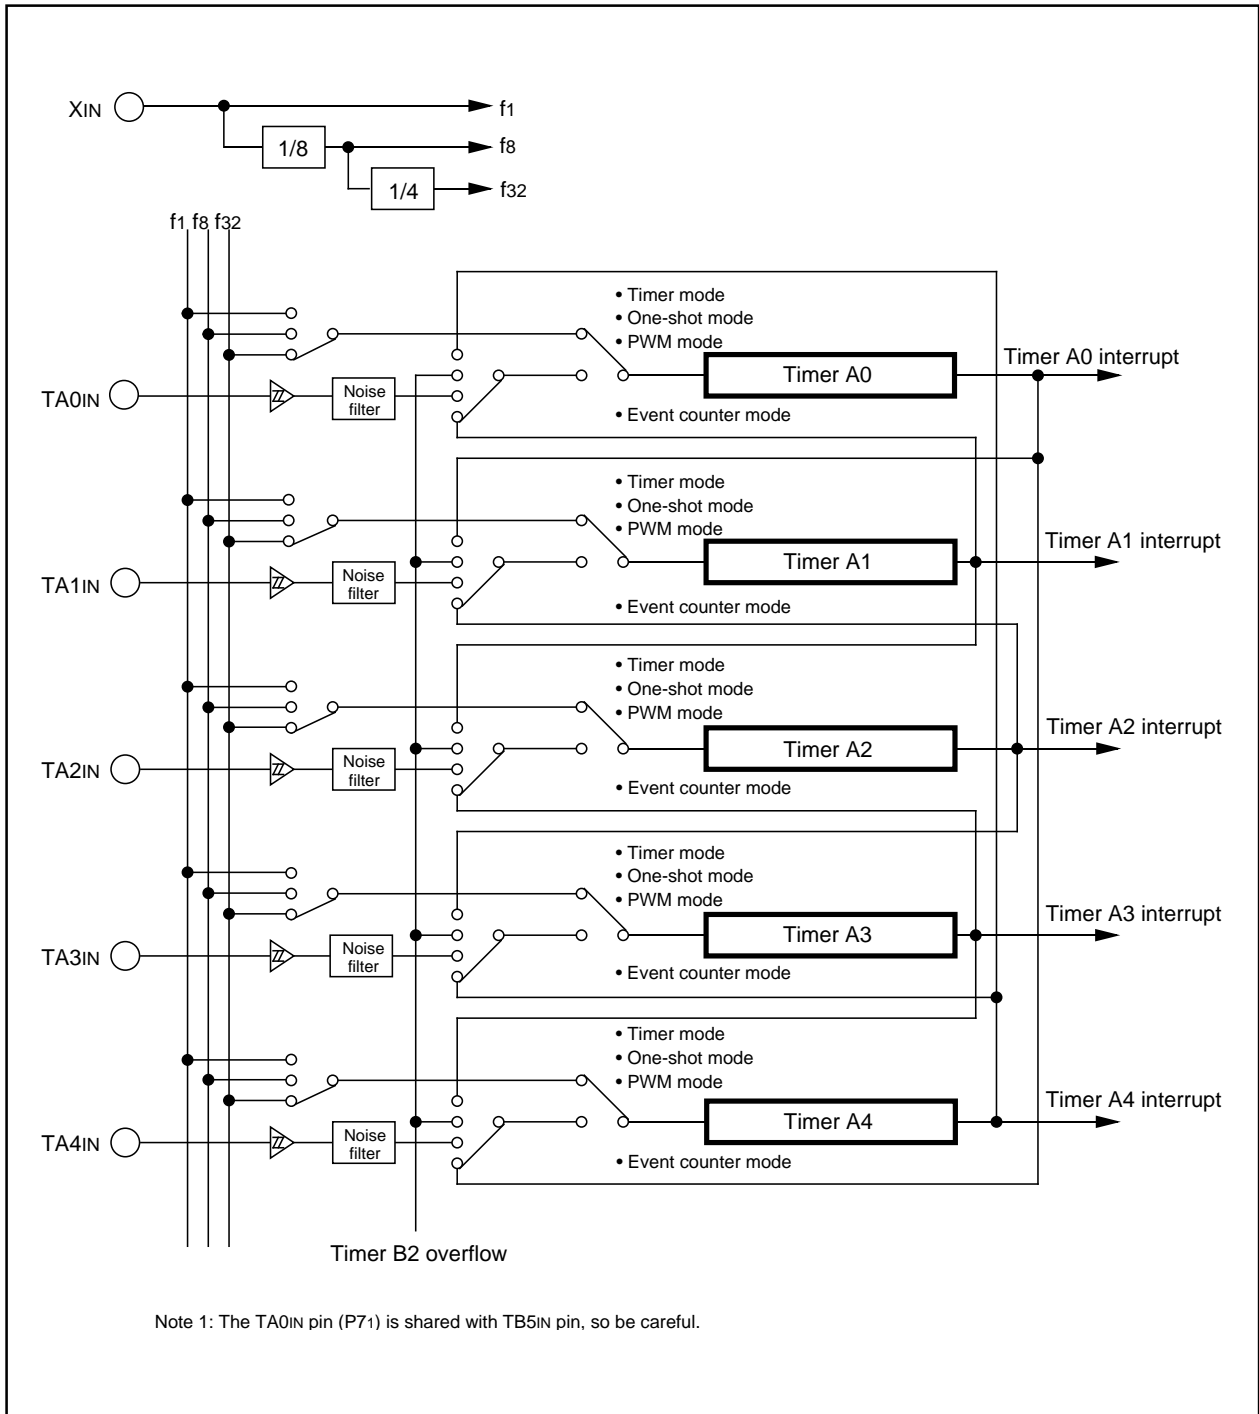 XIN
f1
1/8
f8
1/4
f32
f1 f8 f32
• Timer mode
• One-shot mode
• PWM mode
Timer A0 interrupt
Timer A0
TA0IN
Noise
filter
• Event counter mode
• Timer mode
• One-shot mode
• PWM mode
Timer A1 interrupt
Timer A1
TA1IN
Noise
filter
• Event counter mode
• Timer mode
• One-shot mode
• PWM mode
Timer A2 interrupt
Timer A2
TA2IN
Noise
filter
• Event counter mode
• Timer mode
• One-shot mode
• PWM mode
Timer A3 interrupt
Timer A3
TA3IN
Noise
filter
• Event counter mode
• Timer mode
• One-shot mode
• PWM mode
Timer A4 interrupt
Timer A4
TA4IN
Noise
filter
• Event counter mode
Timer B2 overflow
Note 1: The TA0IN pin (P71) is shared with TB5IN pin, so be careful.